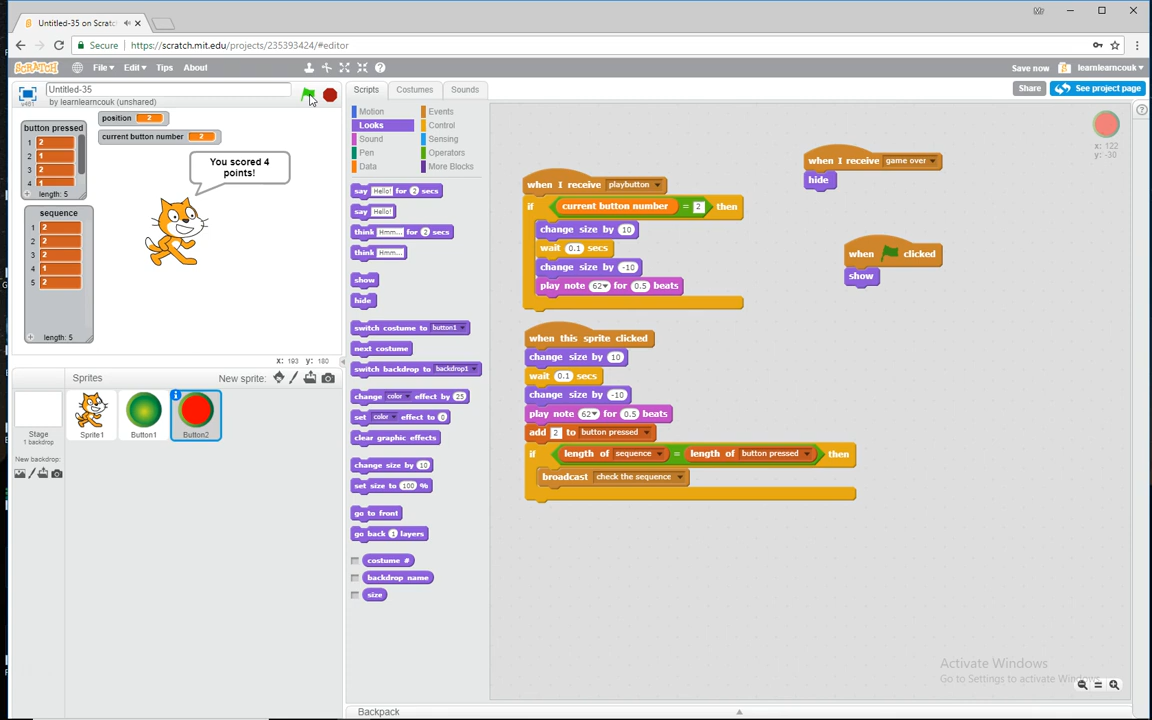 Untitled-35 on Scratch
Secure https://scratch.mit.edu/projects/235393424/#editor
SCRATCH File Edit Tips About Save now learnlearncouk
Untitled-35
by learnlearncouk (unshared)
v461
Scripts Costumes Sounds
Share See project page
position 2
current button number 2
button pressed
1 2
2 1
3 2
4 1
+ length: 5
You scored 4
points!
sequence
1 2
2 2
3 2
4 1
5 2
+ length: 5
x: 193 y: 180
Sprites New sprite:
Stage
1 backdrop
New backdrop:
Sprite1
Button1
Button2
Motion Events
Looks Control
Sound Sensing
Pen Operators
Data More Blocks
say Hello! for 2 secs
say Hello!
think Hmm... for 2 secs
think Hmm...
show
hide
switch costume to button1
next costume
switch backdrop to backdrop1
change color effect by 25
set color effect to 0
clear graphic effects
change size by 10
set size to 100 %
go to front
go back 1 layers
costume #
backdrop name
size
when I receive playbutton
if current button number = 2 then
change size by 10
wait 0.1 secs
change size by -10
play note 62 for 0.5 beats
when this sprite clicked
change size by 10
wait 0.1 secs
change size by -10
play note 62 for 0.5 beats
add 2 to button pressed
if length of sequence = length of button pressed then
broadcast check the sequence
when I receive game over
hide
when clicked
show
x: 122
y: -30
Activate Windows
Go to Settings to activate Windows.
Backpack